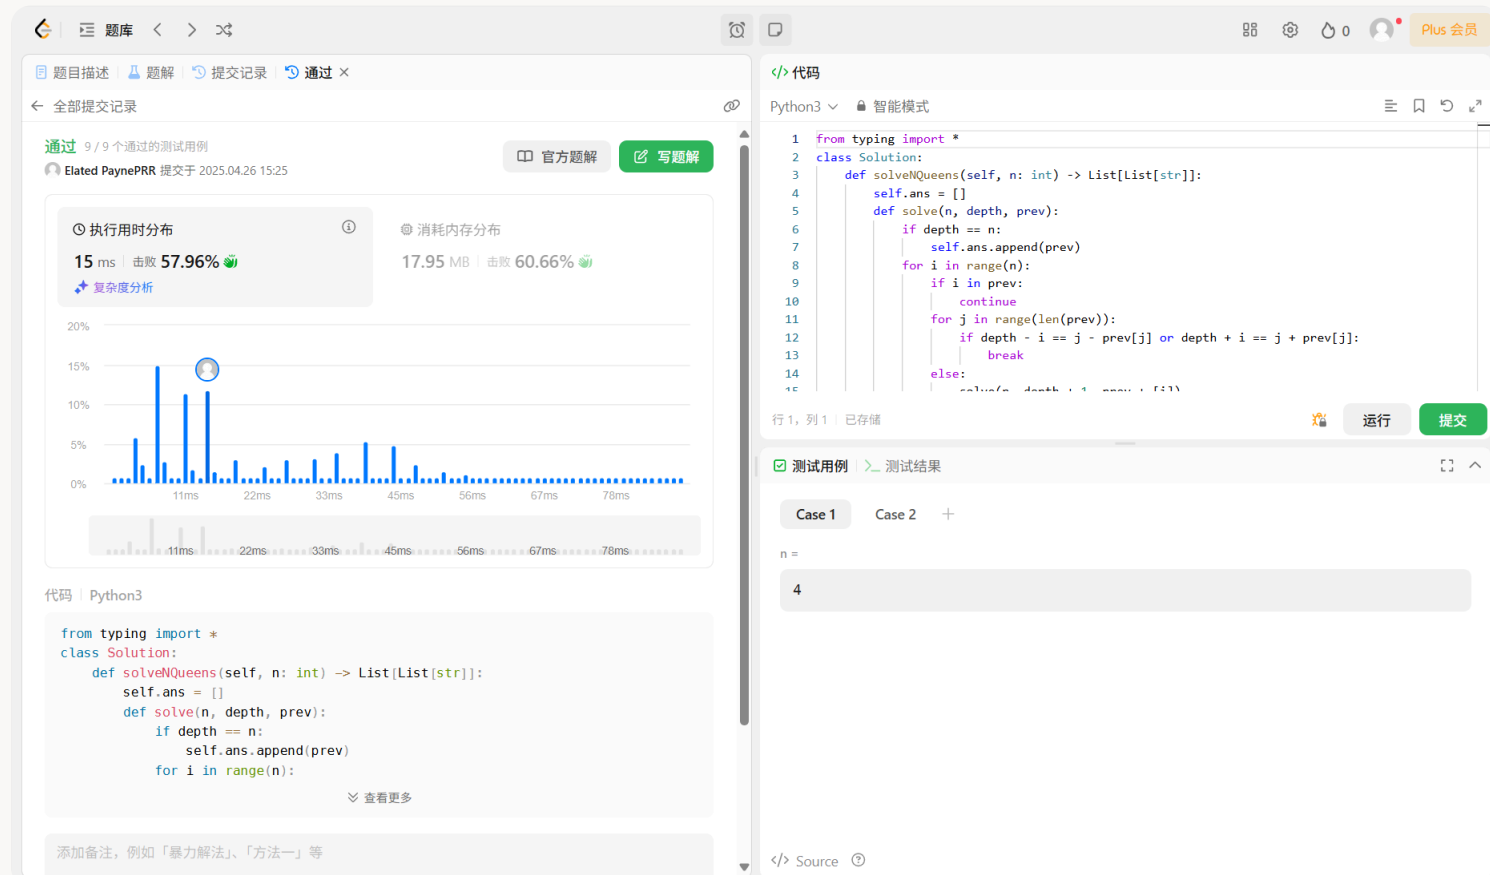 题库
0
Plus 会员
题目描述
题解
提交记录
通过
全部提交记录
通过 9 / 9 个通过的测试用例
Elated PaynePRR 提交于 2025.04.26 15:25
官方题解
写题解
执行用时分布
15 ms 击败 57.96%
复杂度分析
消耗内存分布
17.95 MB 击败 60.66%
20%
15%
10%
5%
0%
11ms 22ms 33ms 45ms 56ms 67ms 78ms
11ms 22ms 33ms 45ms 56ms 67ms 78ms
代码 Python3
from typing import *
class Solution:
    def solveNQueens(self, n: int) -> List[List[str]]:
        self.ans = []
        def solve(n, depth, prev):
            if depth == n:
                self.ans.append(prev)
            for i in range(n):
查看更多
添加备注，例如「暴力解法」、「方法一」等
</> 代码
Python3
智能模式
1 from typing import *
2 class Solution:
3     def solveNQueens(self, n: int) -> List[List[str]]:
4         self.ans = []
5         def solve(n, depth, prev):
6             if depth == n:
7                 self.ans.append(prev)
8             for i in range(n):
9                 if i in prev:
10                     continue
11                 for j in range(len(prev)):
12                     if depth - i == j - prev[j] or depth + i == j + prev[j]:
13                         break
14                 else:
15                     solve(n, depth + 1, prev + [i])
行 1，列 1
已存储
运行
提交
测试用例
测试结果
Case 1
Case 2
n =
4
</> Source